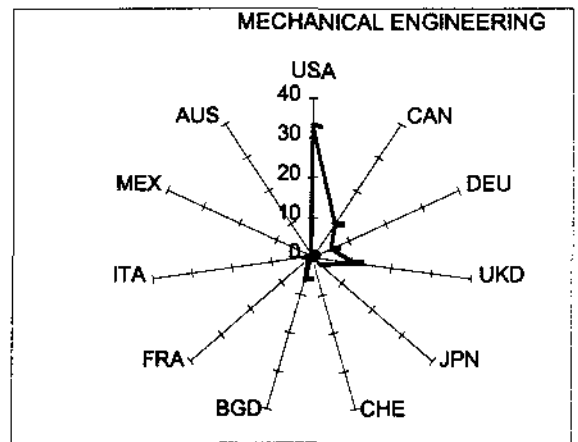 MECHANICAL ENGINEERING
USA
40
AUS
CAN
30
MEX
20
DEU
10
0
ITA
UKD
FRA
JPN
BGD
CHE